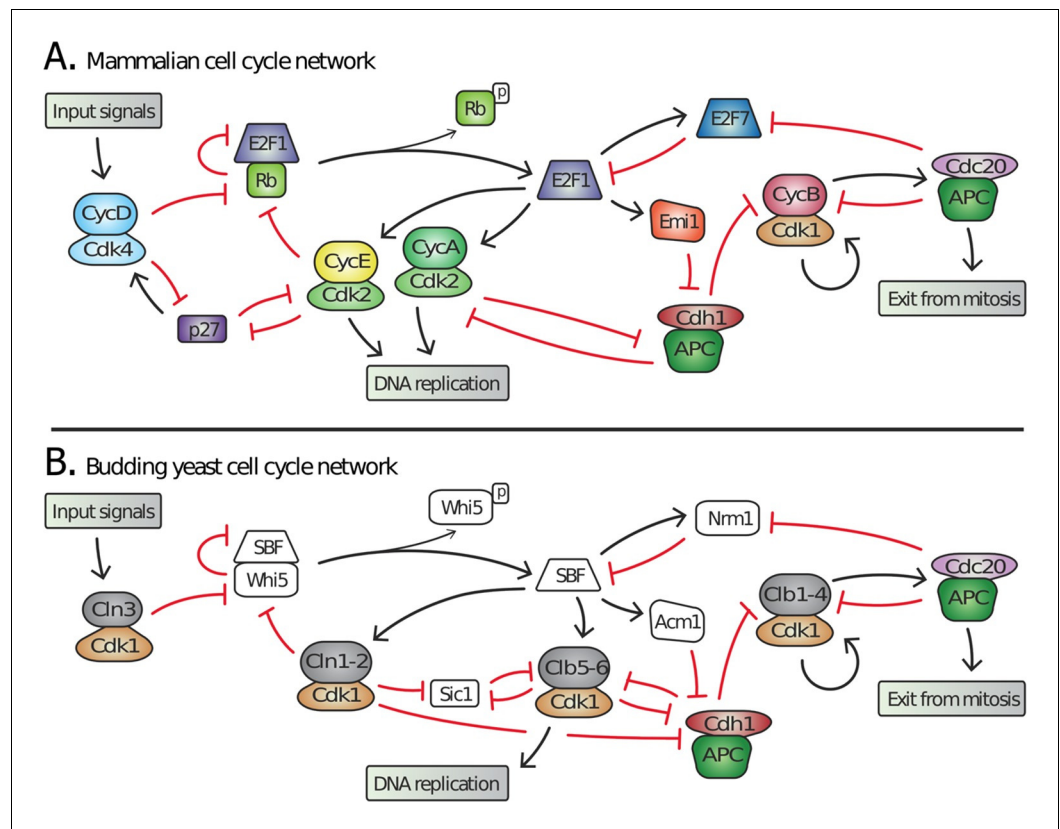 A. Mammalian cell cycle network
Input signals
E2F1
Rb
Rb
p
E2F7
E2F1
CycD
Cdk4
CycE
Cdk2
CycA
Cdk2
Emi1
CycB
Cdk1
Cdc20
APC
p27
Cdh1
APC
Exit from mitosis
DNA replication
B. Budding yeast cell cycle network
Input signals
SBF
Whi5
Whi5
p
Nrm1
SBF
Cln3
Cdk1
Cln1-2
Cdk1
Sic1
Clb5-6
Cdk1
Acm1
Clb1-4
Cdk1
Cdc20
APC
Cdh1
APC
Exit from mitosis
DNA replication